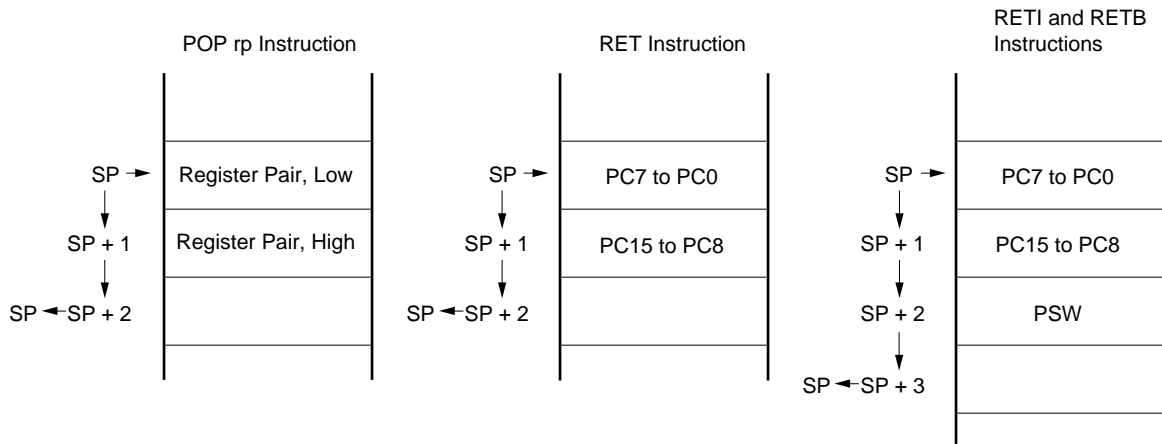 POP rp Instruction
SP
Register Pair, Low
SP + 1
Register Pair, High
SP
SP + 2
RET Instruction
SP
PC7 to PC0
SP + 1
PC15 to PC8
SP
SP + 2
RETI and RETB
Instructions
SP
PC7 to PC0
SP + 1
PC15 to PC8
SP + 2
PSW
SP
SP + 3